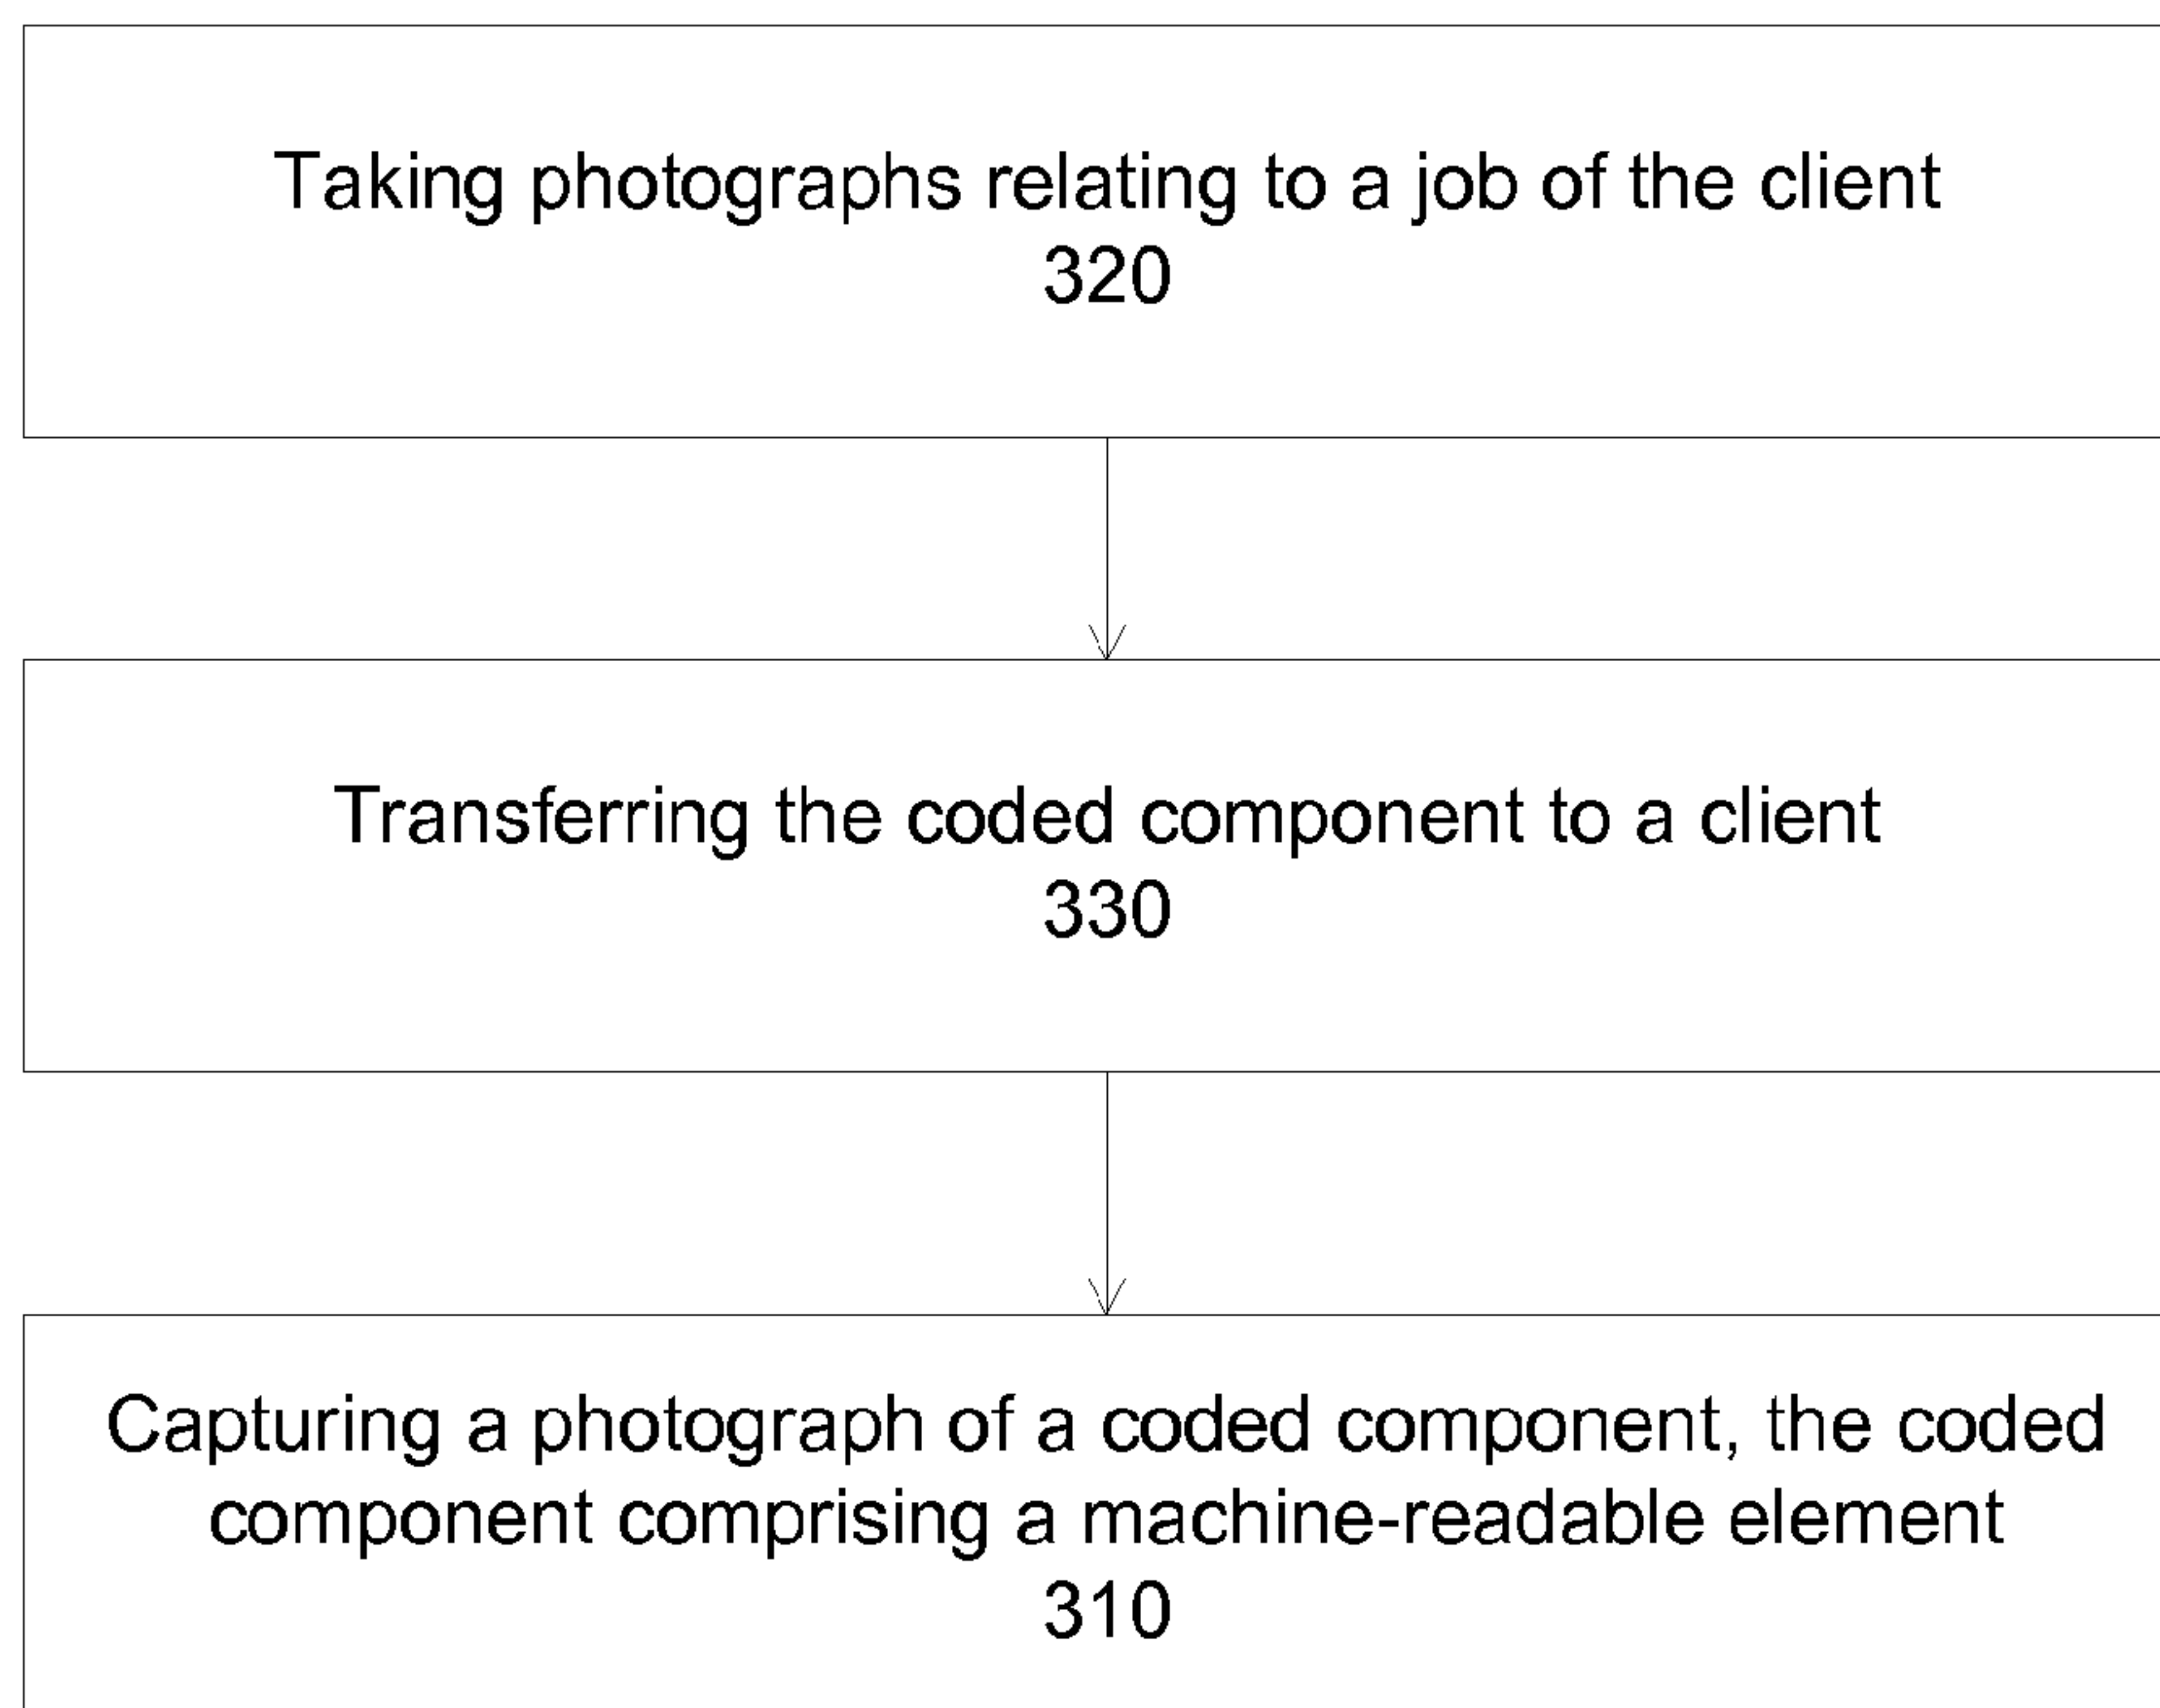 Taking photographs relating to a job of the client
320
Transferring the coded component to a client
330
Capturing a photograph of a coded component, the coded
component comprising a machine-readable element
310